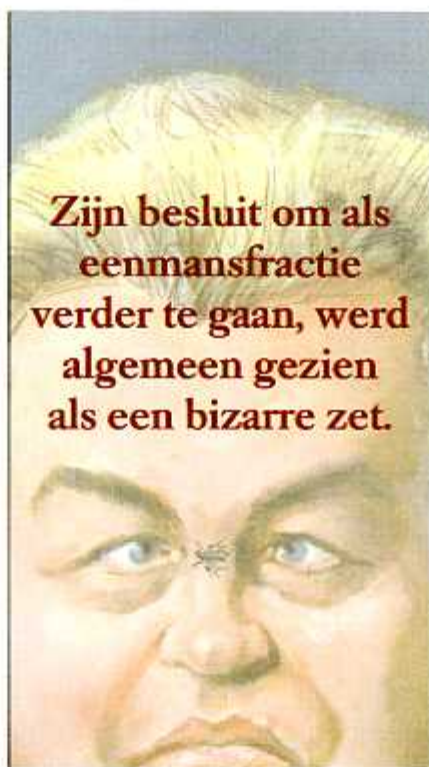 Zijn besluit om als
eenmansfractie
verder te gaan, werd
algemeen gezien
als een bizarre zet.